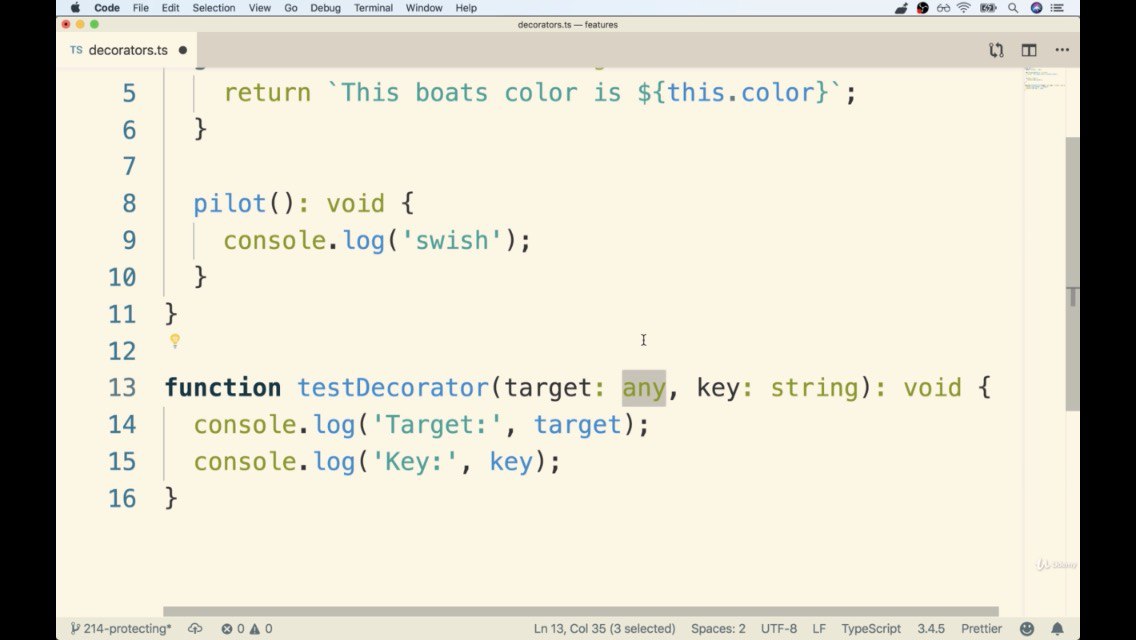 Code File Edit Selection View Go Debug Terminal Window Help
decorators.ts — features
TS decorators.ts
5 return `This boats color is ${this.color}`;
6 }
7
8 pilot(): void {
9 console.log('swish');
10 }
11 }
12
13 function testDecorator(target: any, key: string): void {
14 console.log('Target:', target);
15 console.log('Key:', key);
16 }
Udemy
214-protecting* 0 0 Ln 13, Col 35 (3 selected) Spaces: 2 UTF-8 LF TypeScript 3.4.5 Prettier